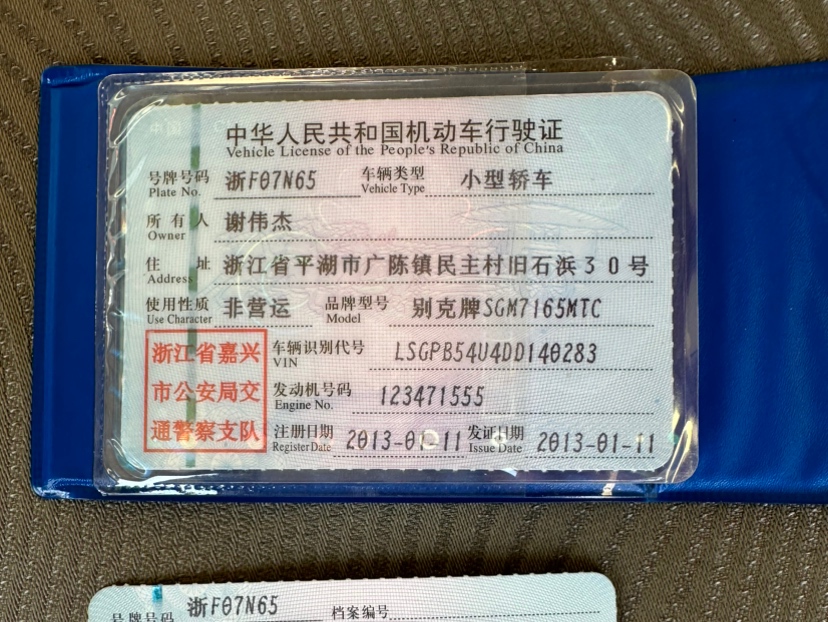 中华人民共和国机动车行驶证
Vehicle License of the People's Republic of China
号牌号码 浙F07N65 车辆类型 小型轿车
Plate No. Vehicle Type
所有人 谢伟杰
Owner
住址 浙江省平湖市广陈镇民主村旧石浜30号
Address
使用性质 非营运 品牌型号 别克牌SGM7165MTC
Use Character Model
浙江省嘉兴
市公安局交
通警察支队
车辆识别代号 LSGPB54U4DD140283
VIN
发动机号码 123471555
Engine No.
注册日期 2013-01-11 发证日期 2013-01-11
Register Date Issue Date
号牌号码 浙F07N65 档案编号